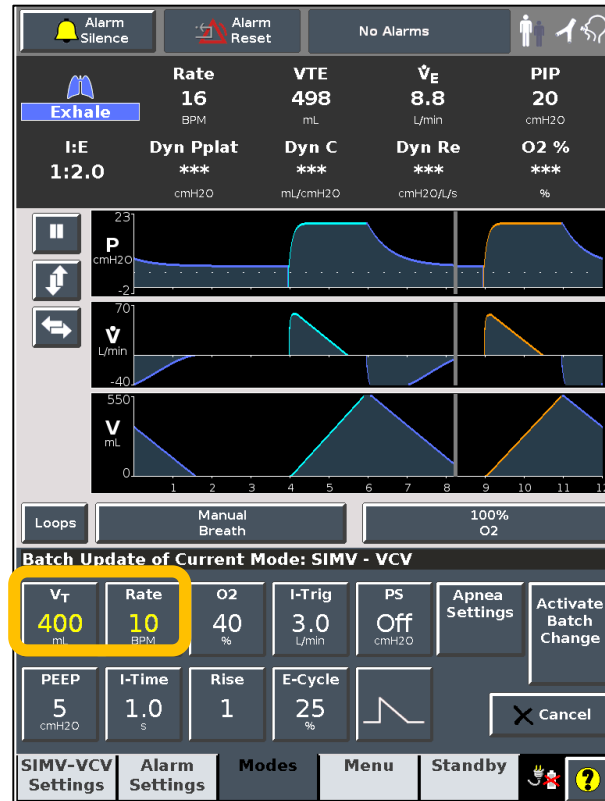 Alarm
Silence
Alarm
Reset
No Alarms
Exhale
Rate
16
BPM
VTE
498
mL
V̇E
8.8
L/min
PIP
20
cmH2O
I:E
1:2.0
Dyn Pplat
***
cmH2O
Dyn C
***
mL/cmH2O
Dyn Re
***
cmH2O/L/s
O2 %
***
%
23
P
cmH2O
-2
70
V̇
L/min
-40
550
V
mL
0
1 2 3 4 5 6 7 8 9 10 11 1
Loops
Manual
Breath
100%
O2
Batch Update of Current Mode: SIMV - VCV
VT
400
mL
Rate
10
BPM
O2
40
%
I-Trig
3.0
L/min
PS
Off
cmH2O
Apnea
Settings
Activate
Batch
Change
PEEP
5
cmH2O
I-Time
1.0
s
Rise
1
E-Cycle
25
%
Cancel
SIMV-VCV
Settings
Alarm
Settings
Modes
Menu
Standby
?